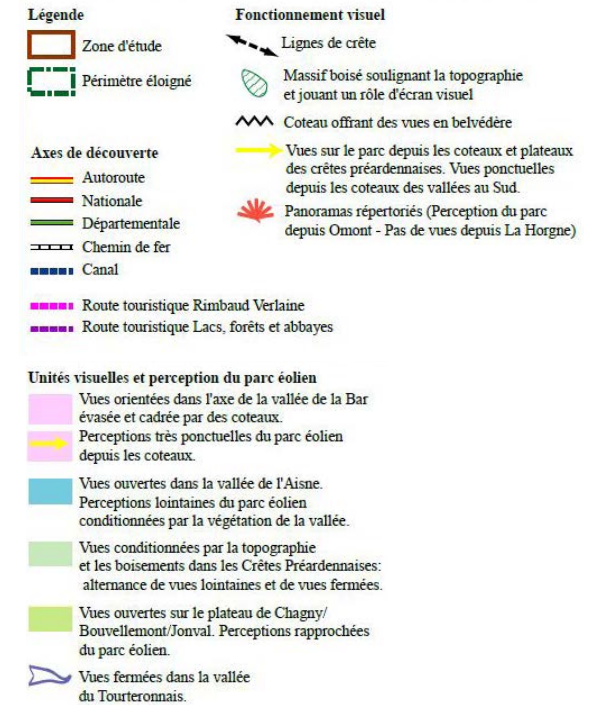 Légende
Zone d'étude
Périmètre éloigné
Axes de découverte
Autoroute
Nationale
Départementale
Chemin de fer
Canal
Route touristique Rimbaud Verlaine
Route touristique Lacs, forêts et abbayes
Fonctionnement visuel
Lignes de crête
Massif boisé soulignant la topographie
et jouant un rôle d'écran visuel
Coteau offrant des vues en belvédère
Vues sur le parc depuis les coteaux et plateaux
des crêtes préardennaises. Vues ponctuelles
depuis les coteaux des vallées au Sud.
Panoramas répertoriés (Perception du parc
depuis Omont - Pas de vues depuis La Horgne)
Unités visuelles et perception du parc éolien
Vues orientées dans l'axe de la vallée de la Bar
évasée et cadrée par des coteaux.
Perceptions très ponctuelles du parc éolien
depuis les coteaux.
Vues ouvertes dans la vallée de l'Aisne.
Perceptions lointaines du parc éolien
conditionnées par la végétation de la vallée.
Vues conditionnées par la topographie
et les boisements dans les Crêtes Préardennaises:
alternance de vues lointaines et de vues fermées.
Vues ouvertes sur le plateau de Chagny/
Bouvellemont/Jonval. Perceptions rapprochées
du parc éolien.
Vues fermées dans la vallée
du Tourteronnais.